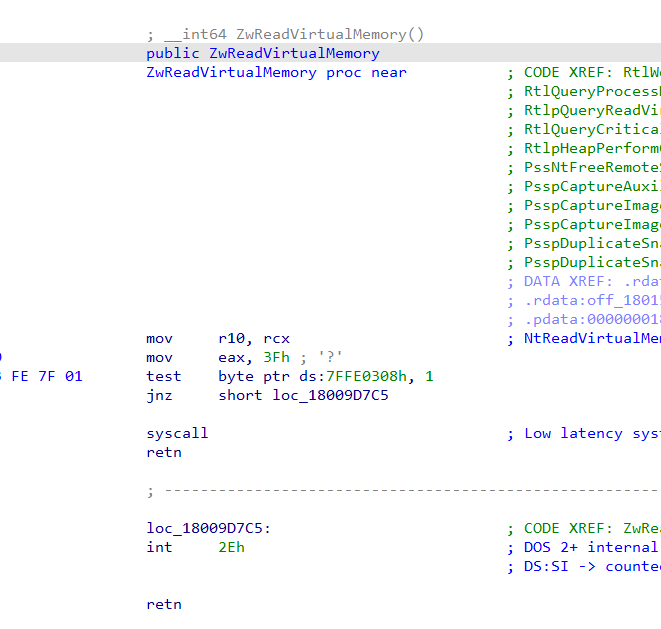 ; __int64 ZwReadVirtualMemory()
public ZwReadVirtualMemory
ZwReadVirtualMemory proc near ; CODE XREF: RtlW
; RtlQueryProcess
; RtlpQueryReadVi
; RtlQueryCritica
; RtlpHeapPerform
; PssNtFreeRemote
; PsspCaptureAuxi
; PsspCaptureImag
; PsspCaptureImag
; PsspDuplicateSn
; PsspDuplicateSn
; DATA XREF: .rda
; .rdata:off_1801
; .pdata:00000001
mov r10, rcx ; NtReadVirtualMe
mov eax, 3Fh ; '?'
FE 7F 01 test byte ptr ds:7FFE0308h, 1
jnz short loc_18009D7C5
syscall ; Low latency sys
retn
; -------------------------------------------------------
loc_18009D7C5: ; CODE XREF: ZwRe
int 2Eh ; DOS 2+ internal
; DS:SI -> counte
retn